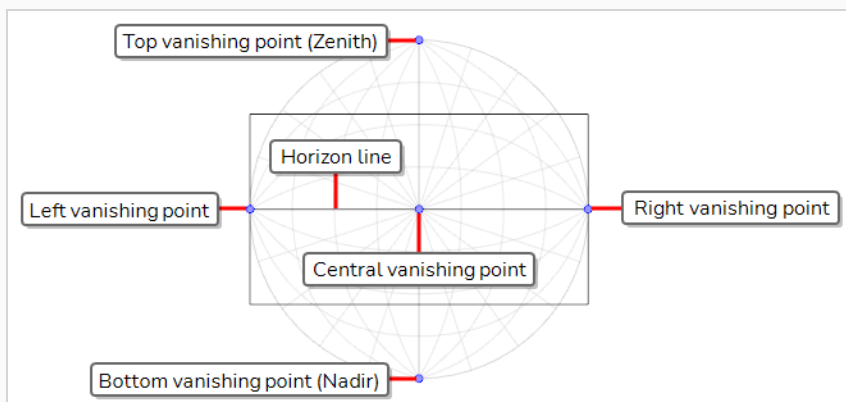 Top vanishing point (Zenith)
Horizon line
Left vanishing point
Right vanishing point
Central vanishing point
Bottom vanishing point (Nadir)